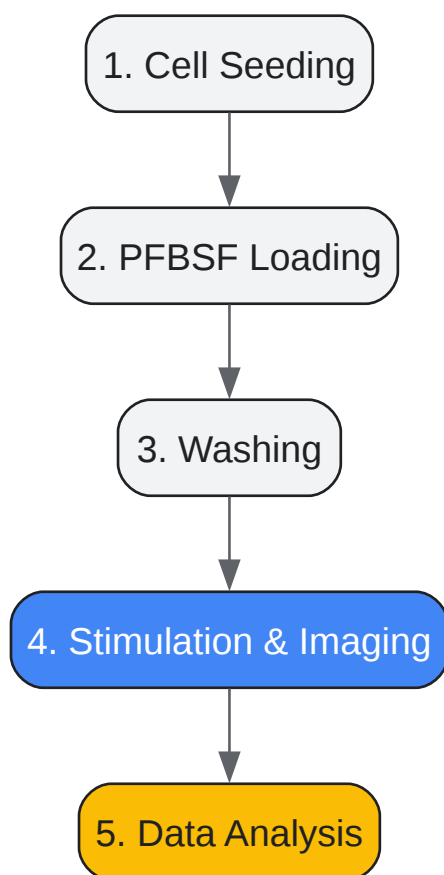 1. Cell Seeding
2. PFBSF Loading
3. Washing
4. Stimulation & Imaging
5. Data Analysis